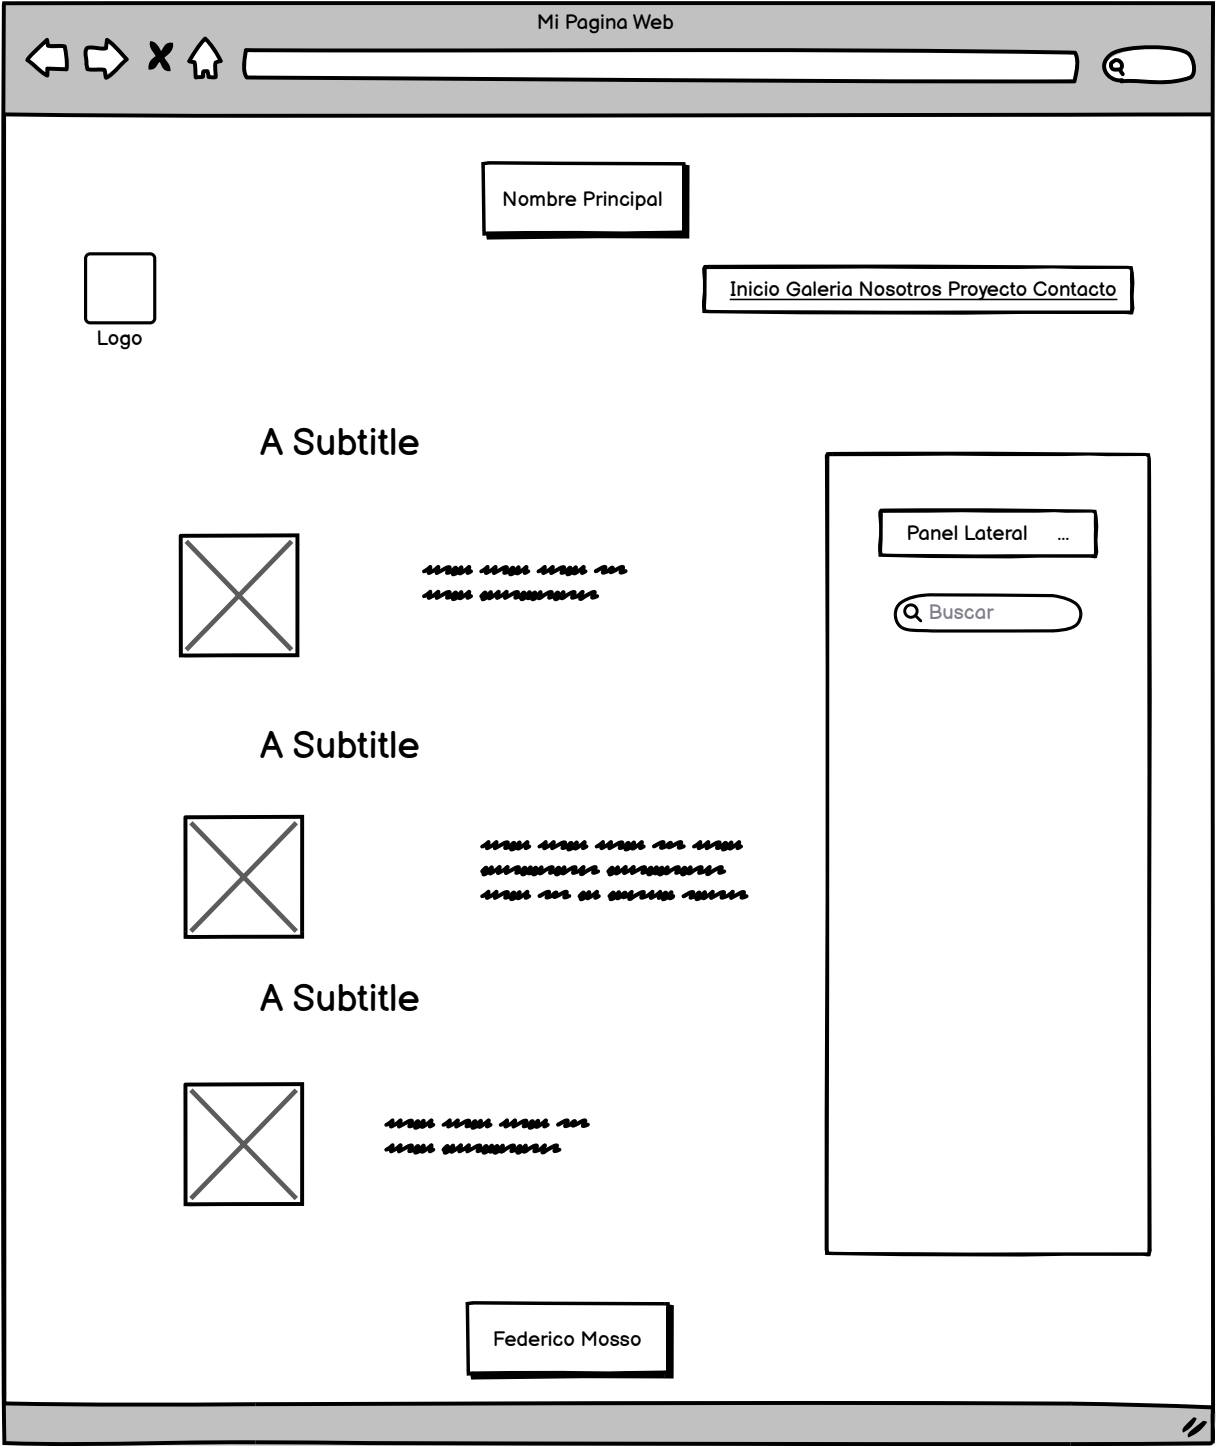 Mi Pagina Web
Nombre Principal
Inicio Galeria Nosotros Proyecto Contacto
Logo
A Subtitle
Panel Lateral ...
Buscar
A Subtitle
A Subtitle
Federico Mosso